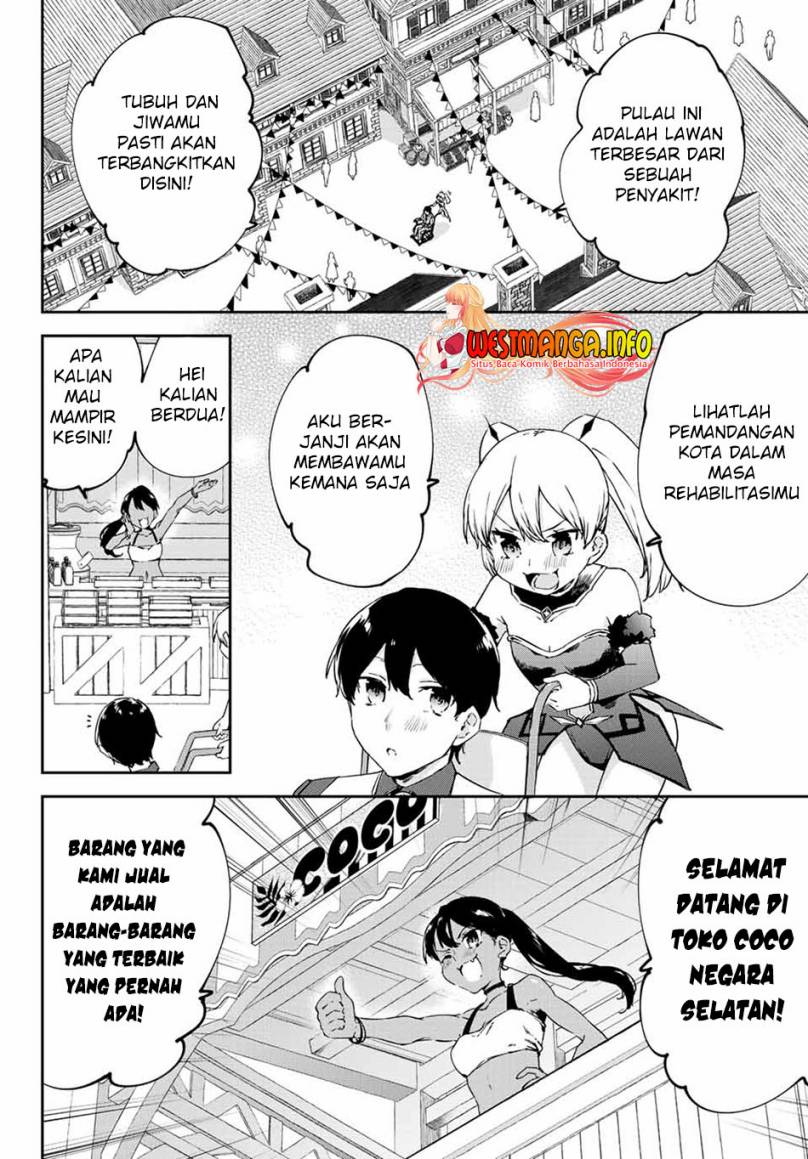 PULAU INI
ADALAH LAWAN
TERBESAR DARI
SEBUAH
PENYAKIT!
TUBUH DAN
JIWAMU
PASTI AKAN
TERBANGKITKAN
DISINI!
WESTMANGA.INFO
Situs Baca Komik Berbahasa Indonesia
LIHATLAH
PEMANDANGAN
KOTA DALAM
MASA
REHABILITASIMU
AKU BER-
JANJI AKAN
MEMBAWAMU
KEMANA SAJA
HEI
KALIAN
BERDUA!
APA
KALIAN
MAU
MAMPIR
KESINI!
SELAMAT
DATANG DI
TOKO COCO
NEGARA
SELATAN!
COCO
BARANG YANG
KAMI JUAL
ADALAH
BARANG-BARANG
YANG TERBAIK
YANG PERNAH
ADA!